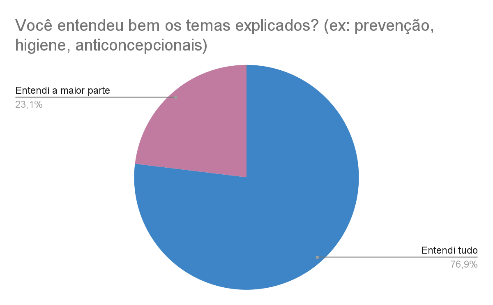 Você entendeu bem os temas explicados? (ex: prevenção,
higiene, anticoncepcionais)
Entendi a maior parte
23,1%
Entendi tudo
76,9%